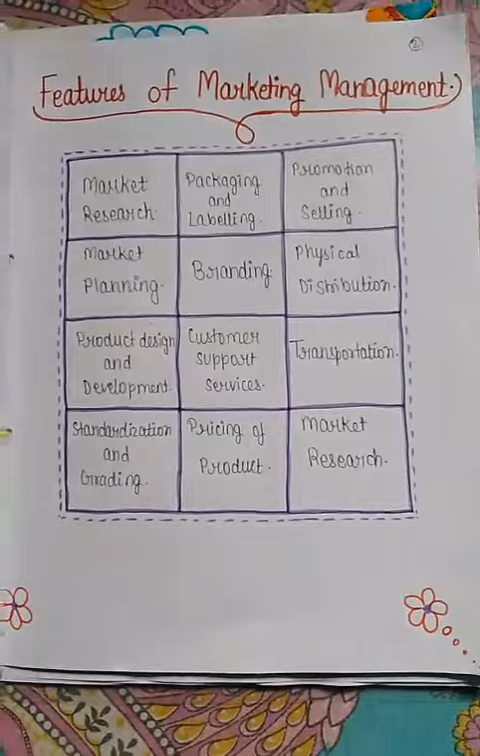 2
Features of Marketing Management.
Market
Research.
Packaging
and
Labelling.
Promotion
and
Selling.
Market
Planning.
Branding.
Physical
Distribution.
Product design
and
Development.
Customer
Support
Services.
Transportation.
Standardization
and
Grading.
Pricing of
Product.
Market
Research.